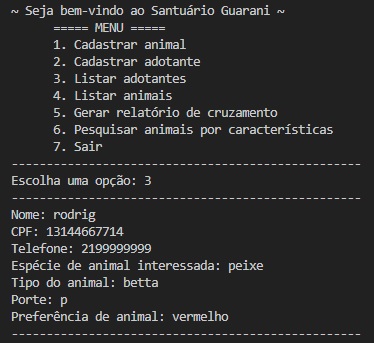 ~ Seja bem-vindo ao Santuário Guarani ~
===== MENU =====
1. Cadastrar animal
2. Cadastrar adotante
3. Listar adotantes
4. Listar animais
5. Gerar relatório de cruzamento
6. Pesquisar animais por características
7. Sair
--------------------------------------------------
Escolha uma opção: 3
--------------------------------------------------
Nome: rodrig
CPF: 13144667714
Telefone: 2199999999
Espécie de animal interessada: peixe
Tipo do animal: betta
Porte: p
Preferência de animal: vermelho
--------------------------------------------------